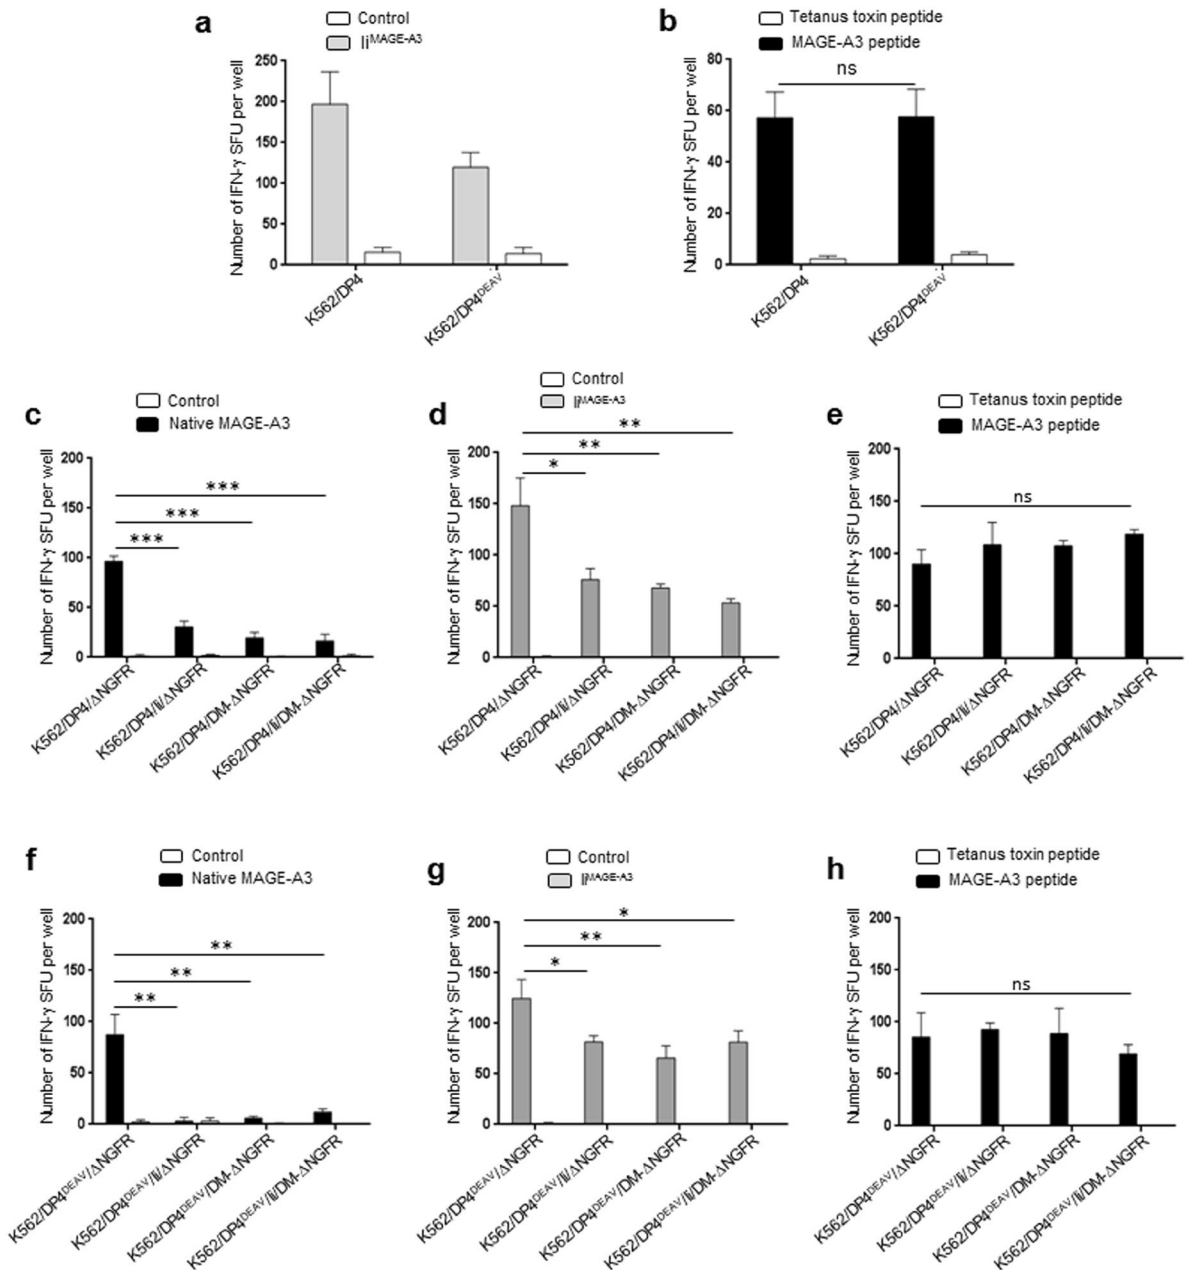 a
Control
Ii^MAGE-A3
Number of IFN-γ SFU per well
250
200
150
100
50
0
K562/DP4
K562/DP4^DEAV
b
Tetanus toxin peptide
MAGE-A3 peptide
Number of IFN-γ SFU per well
80
60
40
20
0
ns
K562/DP4
K562/DP4^DEAV
c
Control
Native MAGE-A3
Number of IFN-γ SFU per well
200
150
100
50
0
***
***
***
K562/DP4/ΔNGFR
K562/DP4/Ii/ΔNGFR
K562/DP4/DM-ΔNGFR
K562/DP4/Ii/DM-ΔNGFR
d
Control
Ii^MAGE-A3
Number of IFN-γ SFU per well
200
150
100
50
0
**
**
*
K562/DP4/ΔNGFR
K562/DP4/Ii/ΔNGFR
K562/DP4/DM-ΔNGFR
K562/DP4/Ii/DM-ΔNGFR
e
Tetanus toxin peptide
MAGE-A3 peptide
Number of IFN-γ SFU per well
200
150
100
50
0
ns
K562/DP4/ΔNGFR
K562/DP4/Ii/ΔNGFR
K562/DP4/DM-ΔNGFR
K562/DP4/Ii/DM-ΔNGFR
f
Control
Native MAGE-A3
Number of IFN-γ SFU per well
200
150
100
50
0
**
**
**
K562/DP4^DEAV/ΔNGFR
K562/DP4^DEAV/Ii/ΔNGFR
K562/DP4^DEAV/DM-ΔNGFR
K562/DP4^DEAV/Ii/DM-ΔNGFR
g
Control
Ii^MAGE-A3
Number of IFN-γ SFU per well
200
150
100
50
0
*
**
*
K562/DP4^DEAV/ΔNGFR
K562/DP4^DEAV/Ii/ΔNGFR
K562/DP4^DEAV/DM-ΔNGFR
K562/DP4^DEAV/Ii/DM-ΔNGFR
h
Tetanus toxin peptide
MAGE-A3 peptide
Number of IFN-γ SFU per well
200
150
100
50
0
ns
K562/DP4^DEAV/ΔNGFR
K562/DP4^DEAV/Ii/ΔNGFR
K562/DP4^DEAV/DM-ΔNGFR
K562/DP4^DEAV/Ii/DM-ΔNGFR